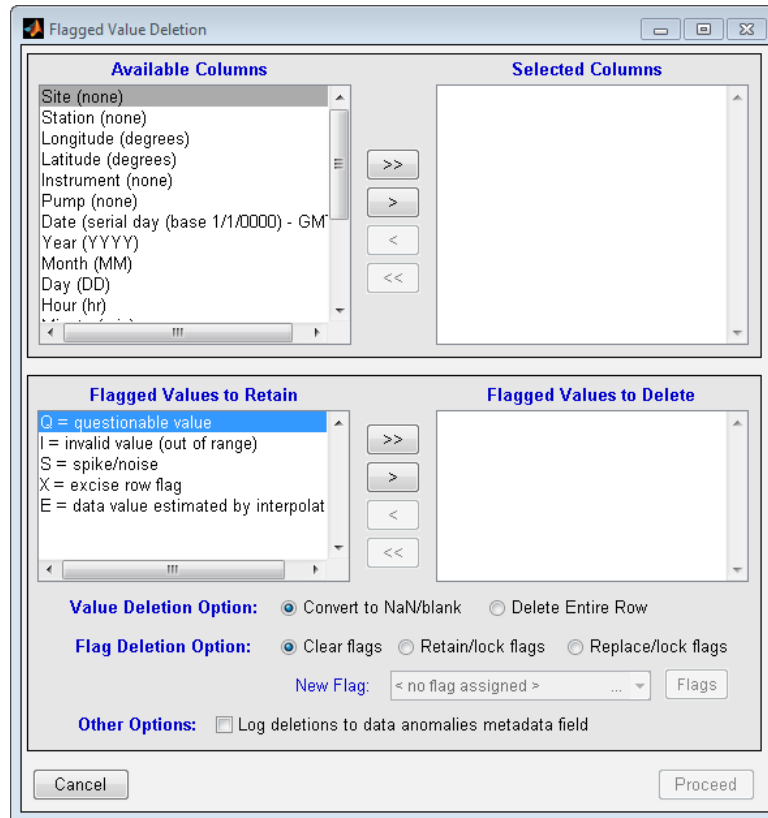 Flagged Value Deletion
Available Columns
Selected Columns
Site (none)
Station (none)
Longitude (degrees)
Latitude (degrees)
Instrument (none)
Pump (none)
Date (serial day (base 1/1/0000) - GMT
Year (YYYY)
Month (MM)
Day (DD)
Hour (hr)
>>
>
<
<<
Flagged Values to Retain
Flagged Values to Delete
Q = questionable value
I = invalid value (out of range)
S = spike/noise
X = excise row flag
E = data value estimated by interpolat
>>
>
<
<<
Value Deletion Option: Convert to NaN/blank Delete Entire Row
Flag Deletion Option: Clear flags Retain/lock flags Replace/lock flags
New Flag: < no flag assigned > ... Flags
Other Options: Log deletions to data anomalies metadata field
Cancel Proceed